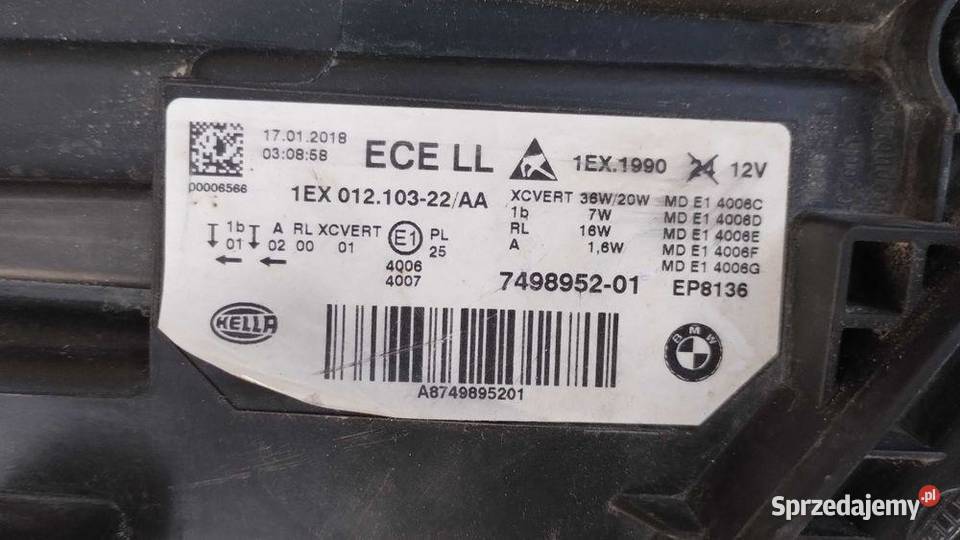 17.01.2018
03:08:58
ECE LL
1EX.1990 24 12V
00006566
1EX 012.103-22/AA
XCVERT 36W/20W
1b 7W
RL 16W
A 1,6W
MD E1 4006C
MD E1 4006D
MD E1 4006E
MD E1 4006F
MD E1 4006G
1b A RL XCVERT E1 PL
01 02 00 01 25
4006
4007
7498952-01 EP8136
HELLA
BMW
A8749895201
Sprzedajemy.pl